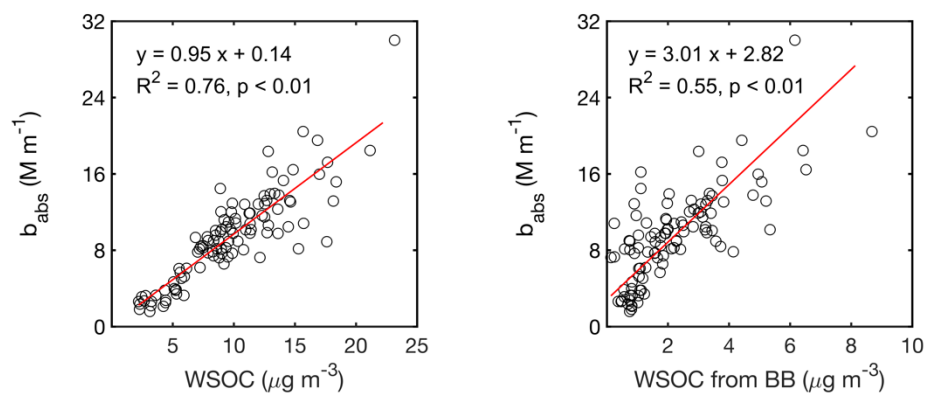 32
24
16
8
0
b_abs (M m⁻¹)
y = 0.95 x + 0.14
R² = 0.76, p < 0.01
5
10
15
20
25
WSOC (μg m⁻³)
32
24
16
8
0
b_abs (M m⁻¹)
y = 3.01 x + 2.82
R² = 0.55, p < 0.01
2
4
6
8
10
WSOC from BB (μg m⁻³)